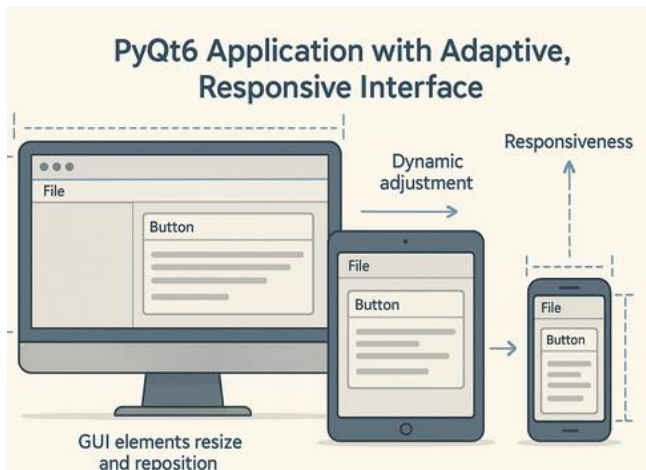 PyQt6 Application with Adaptive,
Responsive Interface
File
Button
Dynamic
adjustment
File
Button
Responsiveness
File
Button
GUI elements resize
and reposition